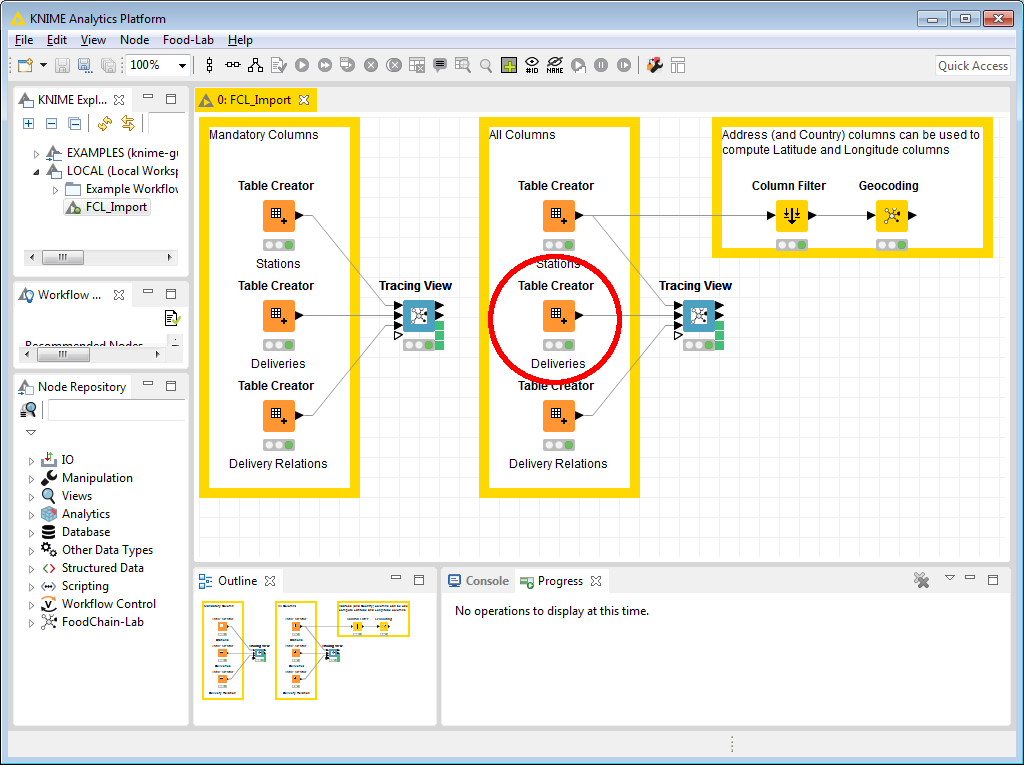 KNIME Analytics Platform
File Edit View Node Food-Lab Help
100%
#ID
NAME
Quick Access
KNIME Expl...
EXAMPLES (knime-gu
LOCAL (Local Worksp
Example Workflow
FCL_Import
Workflow ...
Recommended Nodes
Node Repository
IO
Manipulation
Views
Analytics
Database
Other Data Types
Structured Data
Scripting
Workflow Control
FoodChain-Lab
0: FCL_Import
Mandatory Columns
Table Creator
Stations
Table Creator
Deliveries
Table Creator
Delivery Relations
Tracing View
All Columns
Table Creator
Stations
Table Creator
Deliveries
Table Creator
Delivery Relations
Tracing View
Address (and Country) columns can be used to
compute Latitude and Longitude columns
Column Filter
Geocoding
Outline
Console
Progress
No operations to display at this time.